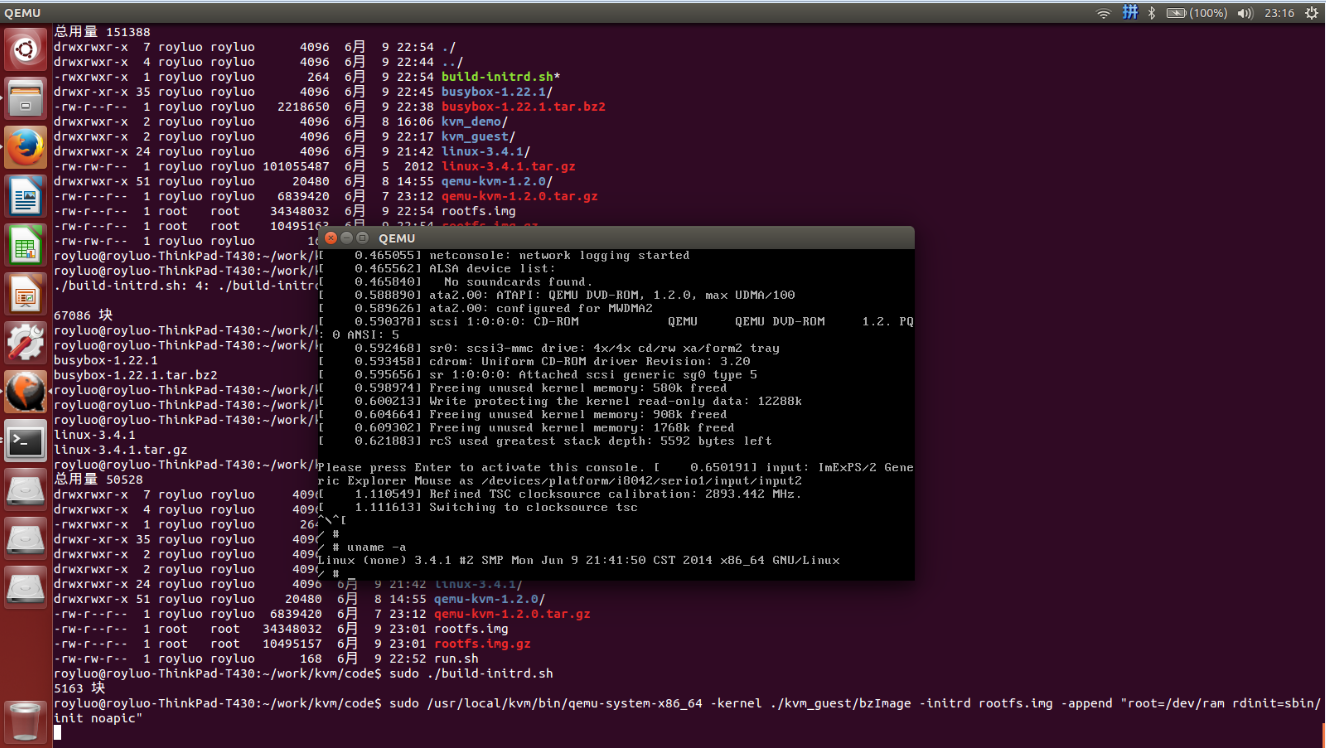 QEMU
拼 (100%) 23:16
总用量 151388
drwxrwxr-x 7 royluo royluo 4096 6月 9 22:54 ./
drwxrwxr-x 4 royluo royluo 4096 6月 9 22:44 ../
-rwxrwxr-x 1 royluo royluo 264 6月 9 22:54 build-initrd.sh*
drwxr-xr-x 35 royluo royluo 4096 6月 9 22:45 busybox-1.22.1/
-rw-r--r-- 1 royluo royluo 2218650 6月 9 22:38 busybox-1.22.1.tar.bz2
drwxrwxr-x 2 royluo royluo 4096 6月 8 16:06 kvm_demo/
drwxrwxr-x 2 royluo royluo 4096 6月 9 22:17 kvm_guest/
drwxrwxr-x 24 royluo royluo 4096 6月 9 21:42 linux-3.4.1/
-rw-rw-r-- 1 royluo royluo 101055487 6月 5 2012 linux-3.4.1.tar.gz
drwxrwxr-x 51 royluo royluo 20480 6月 8 14:55 qemu-kvm-1.2.0/
-rw-r--r-- 1 royluo royluo 6839420 6月 7 23:12 qemu-kvm-1.2.0.tar.gz
-rw-r--r-- 1 root root 34348032 6月 9 22:54 rootfs.img
-rw-r--r-- 1 root root 10495163 6月 9 22:54 rootfs.img.gz
-rw-rw-r-- 1 royluo royluo
royluo@royluo-ThinkPad-T430:~/work/
royluo@royluo-ThinkPad-T430:~/work/
./build-initrd.sh: 4: ./build-initr
67086 块
royluo@royluo-ThinkPad-T430:~/work/
royluo@royluo-ThinkPad-T430:~/work/
busybox-1.22.1
busybox-1.22.1.tar.bz2
royluo@royluo-ThinkPad-T430:~/work/
royluo@royluo-ThinkPad-T430:~/work/
royluo@royluo-ThinkPad-T430:~/work/
linux-3.4.1
linux-3.4.1.tar.gz
royluo@royluo-ThinkPad-T430:~/work/
总用量 50528
drwxrwxr-x 7 royluo royluo 409
drwxrwxr-x 4 royluo royluo 409
-rwxrwxr-x 1 royluo royluo 26
drwxr-xr-x 35 royluo royluo 409
drwxrwxr-x 2 royluo royluo 409
drwxrwxr-x 2 royluo royluo 409
drwxrwxr-x 24 royluo royluo 4096 6月 9 21:42 linux-3.4.1/
drwxrwxr-x 51 royluo royluo 20480 6月 8 14:55 qemu-kvm-1.2.0/
-rw-r--r-- 1 royluo royluo 6839420 6月 7 23:12 qemu-kvm-1.2.0.tar.gz
-rw-r--r-- 1 root root 34348032 6月 9 23:01 rootfs.img
-rw-r--r-- 1 root root 10495157 6月 9 23:01 rootfs.img.gz
-rw-rw-r-- 1 royluo royluo 168 6月 9 22:52 run.sh
royluo@royluo-ThinkPad-T430:~/work/kvm/code$ sudo ./build-initrd.sh
5163 块
royluo@royluo-ThinkPad-T430:~/work/kvm/code$ sudo /usr/local/kvm/bin/qemu-system-x86_64 -kernel ./kvm_guest/bzImage -initrd rootfs.img -append "root=/dev/ram rdinit=sbin/
init noapic"
QEMU
[ 0.465055] netconsole: network logging started
[ 0.465562] ALSA device list:
[ 0.465840] No soundcards found.
[ 0.588890] ata2.00: ATAPI: QEMU DVD-ROM, 1.2.0, max UDMA/100
[ 0.589626] ata2.00: configured for MWDMA2
[ 0.590378] scsi 1:0:0:0: CD-ROM QEMU QEMU DVD-ROM 1.2. PQ
: 0 ANSI: 5
[ 0.592468] sr0: scsi3-mmc drive: 4x/4x cd/rw xa/form2 tray
[ 0.593458] cdrom: Uniform CD-ROM driver Revision: 3.20
[ 0.595656] sr 1:0:0:0: Attached scsi generic sg0 type 5
[ 0.598974] Freeing unused kernel memory: 580k freed
[ 0.600213] Write protecting the kernel read-only data: 12288k
[ 0.604664] Freeing unused kernel memory: 908k freed
[ 0.609302] Freeing unused kernel memory: 1768k freed
[ 0.621883] rcS used greatest stack depth: 5592 bytes left
Please press Enter to activate this console. [ 0.650191] input: ImExPS/2 Gene
ric Explorer Mouse as /devices/platform/i8042/serio1/input/input2
[ 1.110549] Refined TSC clocksource calibration: 2893.442 MHz.
[ 1.111613] Switching to clocksource tsc
^\^[
/ #
/ # uname -a
Linux (none) 3.4.1 #2 SMP Mon Jun 9 21:41:50 CST 2014 x86_64 GNU/Linux
/ # _